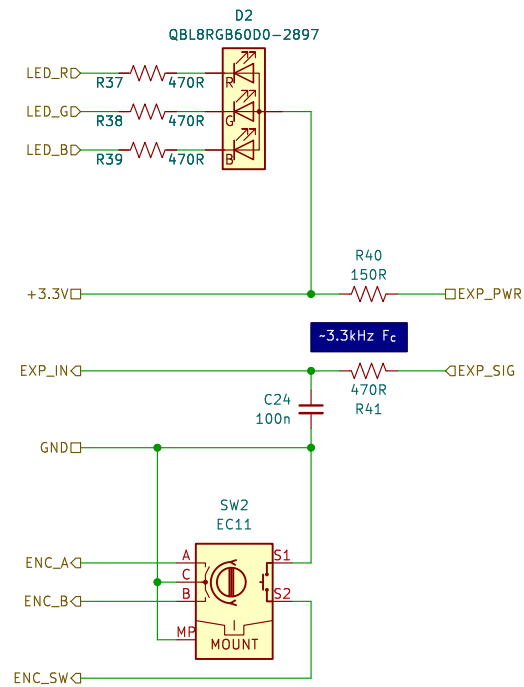 D2
QBL8RGB60D0-2897
LED_R
R37
470R
R
LED_G
R38
470R
G
LED_B
R39
470R
B
R40
150R
+3.3V
EXP_PWR
~3.3kHz Fc
EXP_IN
EXP_SIG
470R
R41
C24
100n
GND
SW2
EC11
ENC_A
A
S1
C
ENC_B
B
S2
MP
MOUNT
ENC_SW